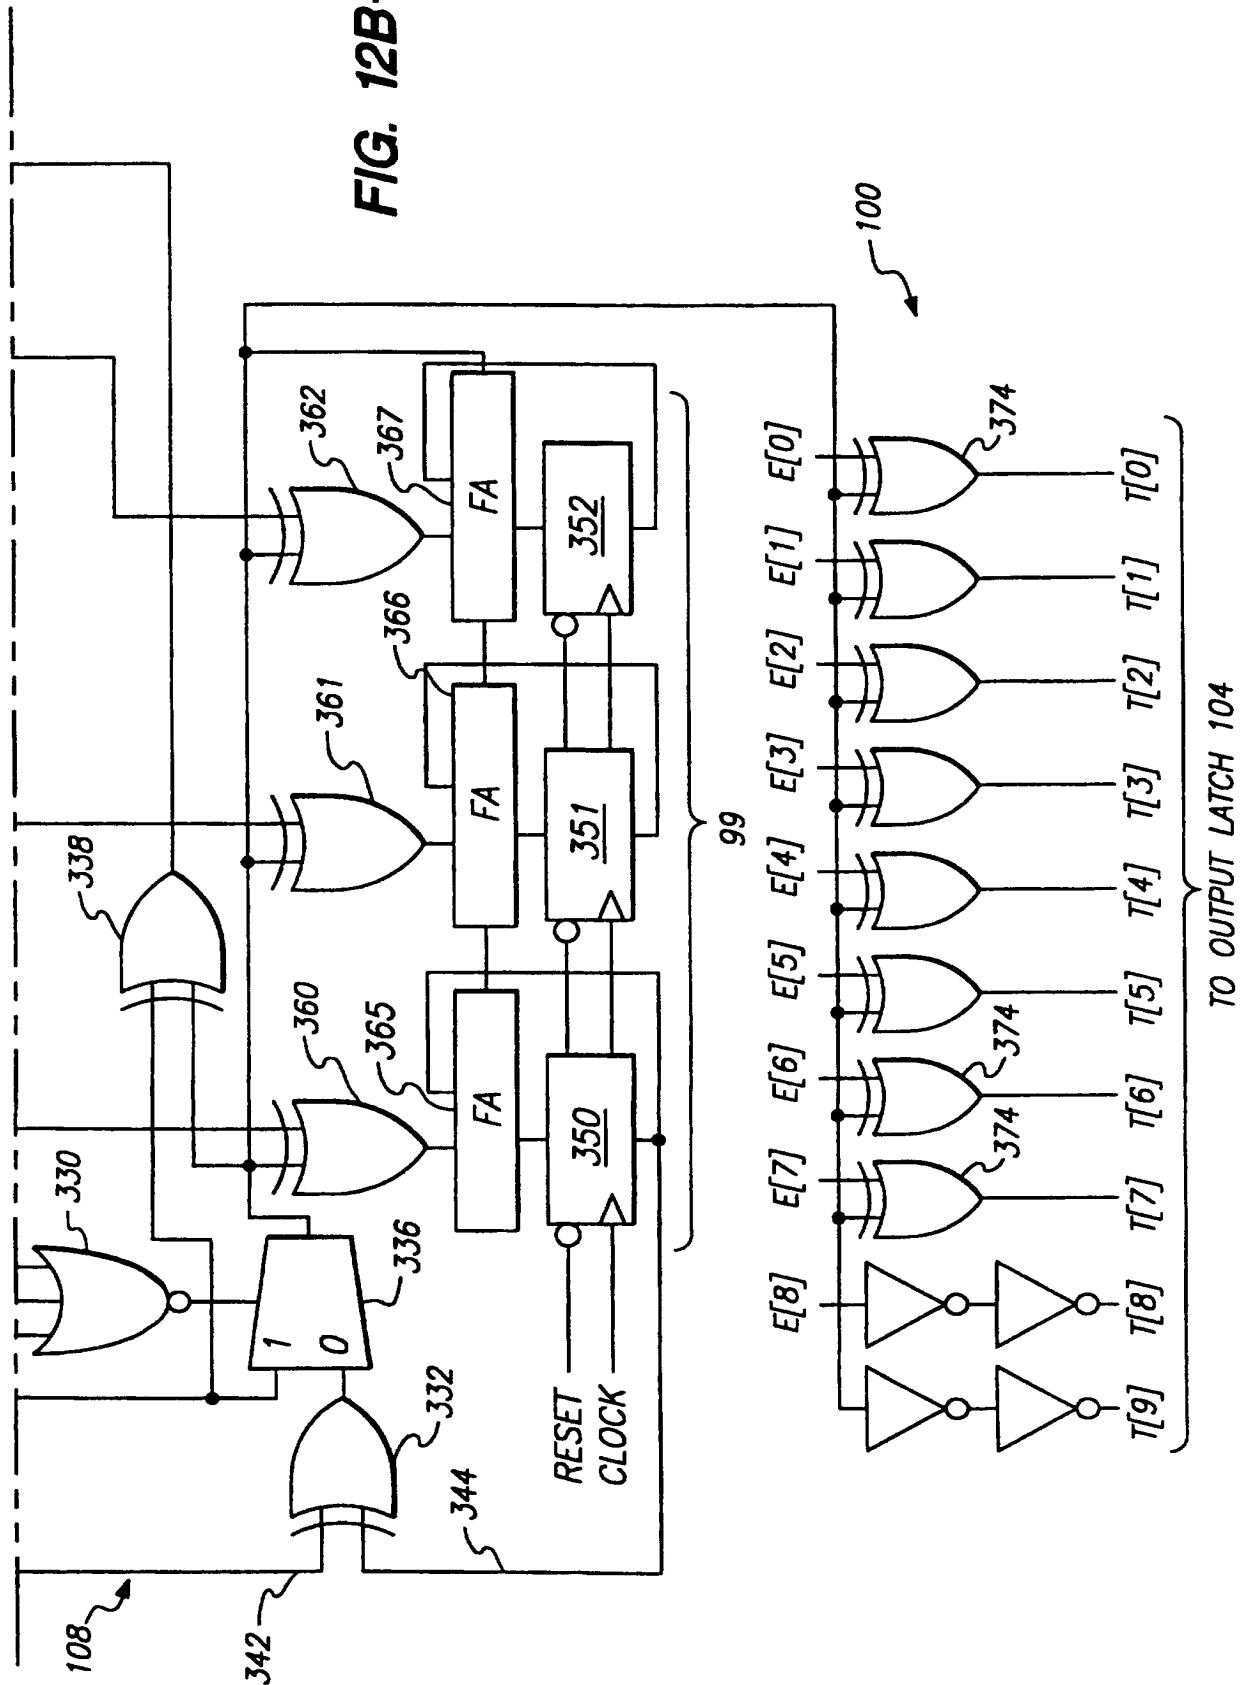 FIG. 12B-
108
342
330
338
336
332
344
360
361
362
365
366
367
1
0
FA
FA
FA
350
351
352
RESET
CLOCK
99
100
E[8]
E[7]
E[6]
E[5]
E[4]
E[3]
E[2]
E[1]
E[0]
374
374
374
T[9]
T[8]
T[7]
T[6]
T[5]
T[4]
T[3]
T[2]
T[1]
T[0]
TO OUTPUT LATCH 104